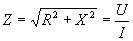 Z = √(R² + X²) = U/I